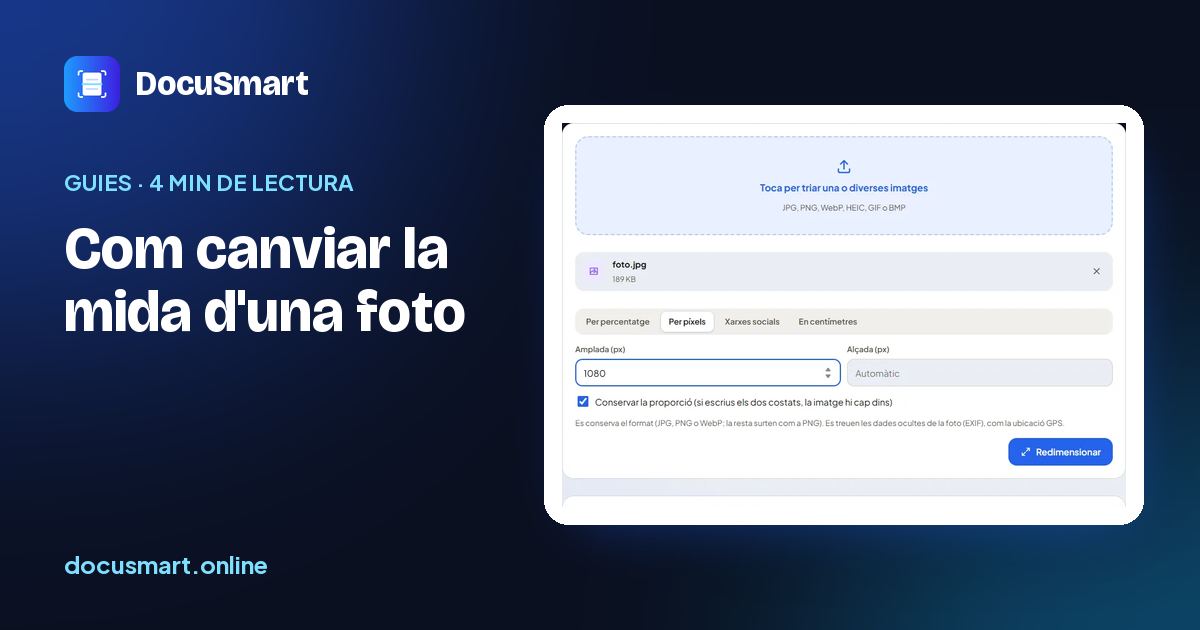 DocuSmart
GUIES · 4 MIN DE LECTURA
Com canviar la
mida d'una foto
docusmart.online
Toca per triar una o diverses imatges
JPG, PNG, WebP, HEIC, GIF o BMP
foto.jpg
189 KB
Per percentatge Per píxels Xarxes socials En centímetres
Amplada (px) Alçada (px)
1080 Automàtic
Conservar la proporció (si escrius els dos costats, la imatge hi cap dins)
Es conserva el format (JPG, PNG o WebP; la resta surten com a PNG). Es treuen les dades ocultes de la foto (EXIF), com la ubicació GPS.
Redimensionar